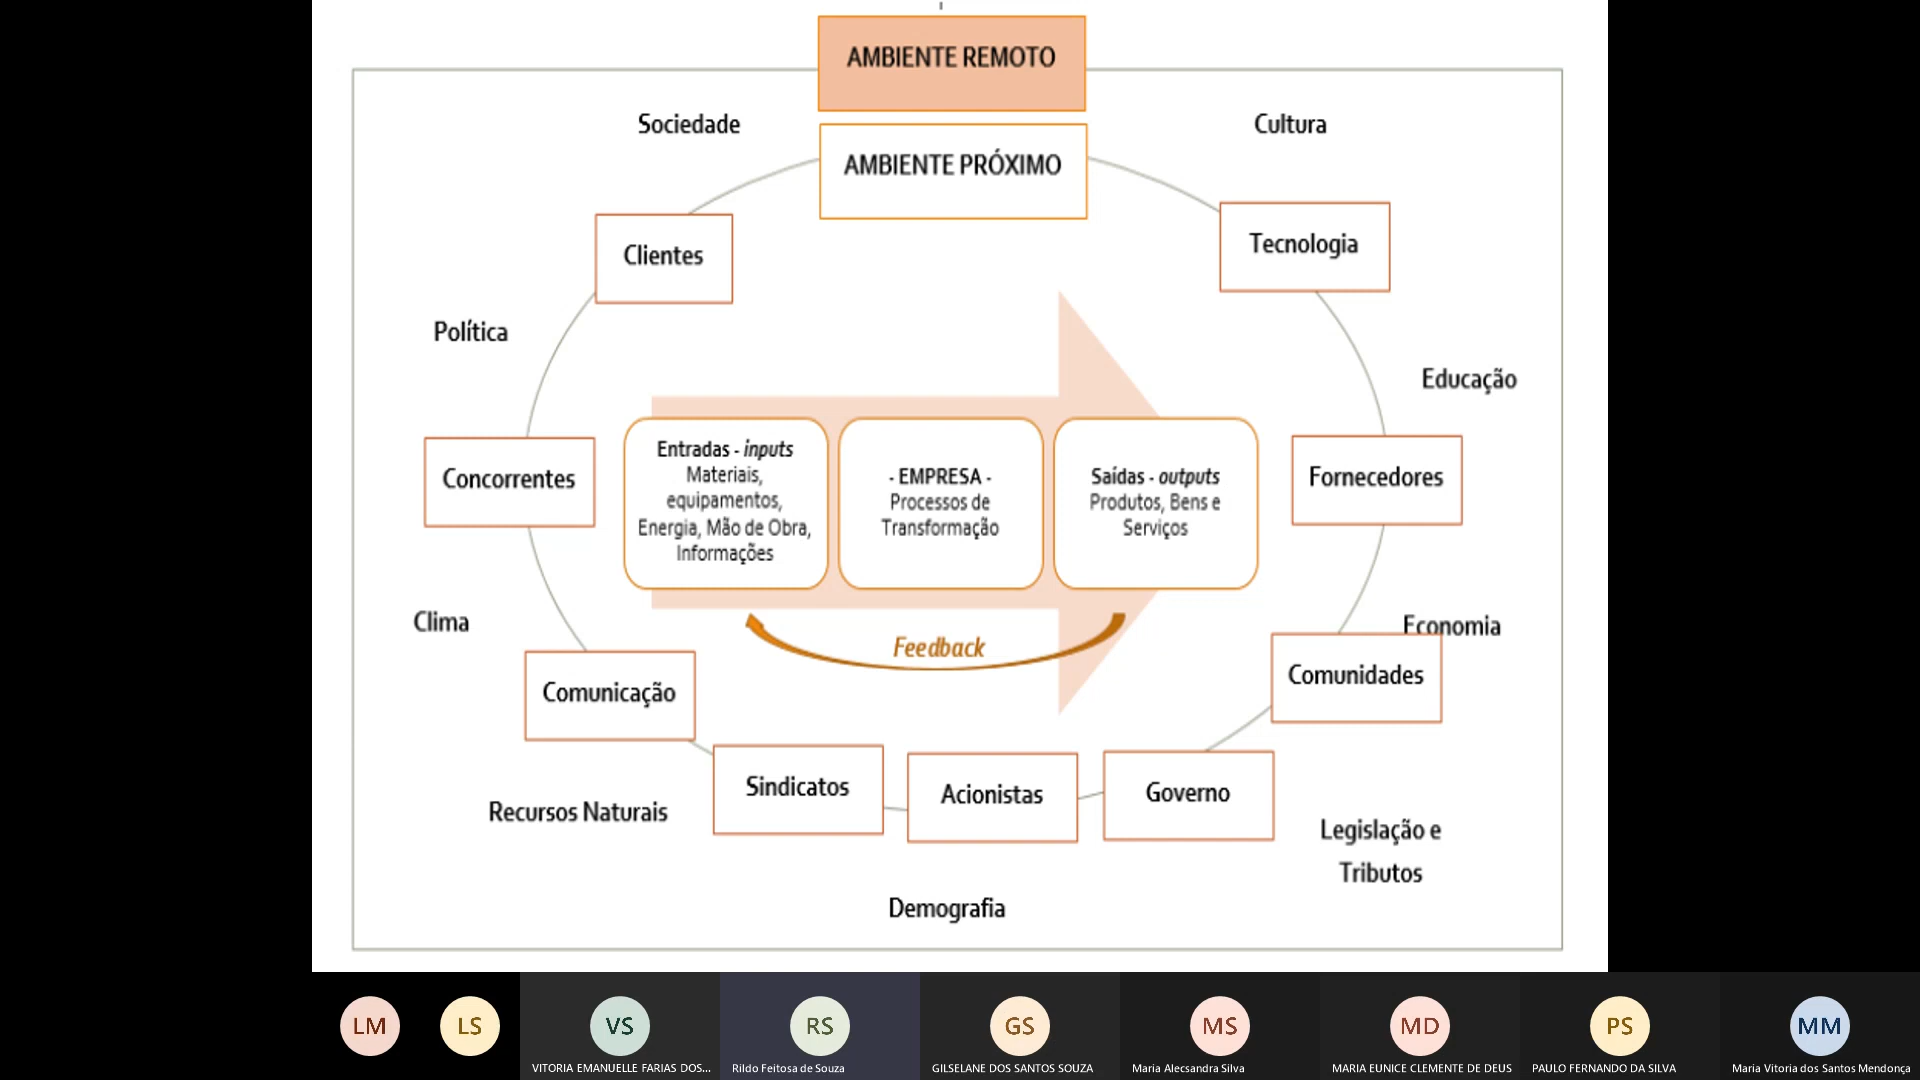 AMBIENTE REMOTO
Sociedade
Cultura
AMBIENTE PRÓXIMO
Clientes
Tecnologia
Política
Educação
Concorrentes
Entradas - inputs
Materiais,
equipamentos,
Energia, Mão de Obra,
Informações
- EMPRESA -
Processos de
Transformação
Saídas - outputs
Produtos, Bens e
Serviços
Fornecedores
Clima
Feedback
Economia
Comunicação
Comunidades
Sindicatos
Acionistas
Governo
Recursos Naturais
Legislação e
Tributos
Demografia
LM
LS
VS
RS
GS
MS
MD
PS
MM
VITORIA EMANUELLE FARIAS DOS...
Rildo Feitosa de Souza
GILSELANE DOS SANTOS SOUZA
Maria Alecsandra Silva
MARIA EUNICE CLEMENTE DE DEUS
PAULO FERNANDO DA SILVA
Maria Vitoria dos Santos Mendonça